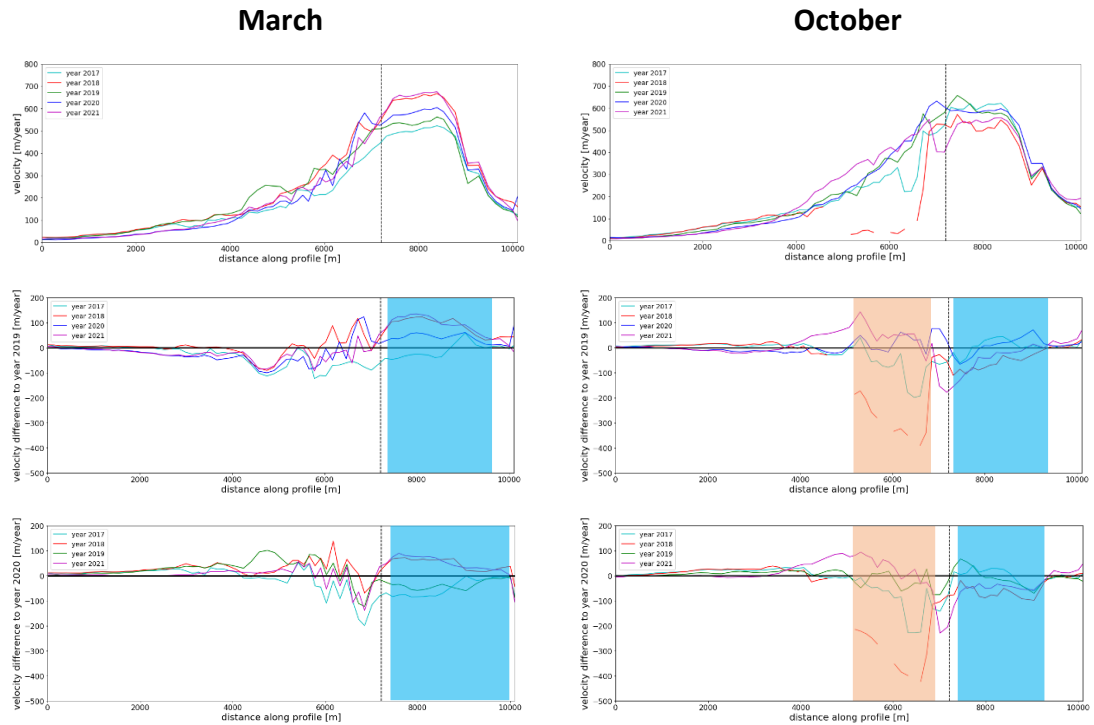 March
October
800
700
600
500
400
300
200
100
0
velocity [m/year]
year 2017
year 2018
year 2019
year 2020
year 2021
0 2000 4000 6000 8000 10000
distance along profile [m]
800
700
600
500
400
300
200
100
0
velocity [m/year]
year 2017
year 2018
year 2019
year 2020
year 2021
0 2000 4000 6000 8000 10000
distance along profile [m]
200
100
0
−100
−200
−300
−400
−500
velocity difference to year 2019 [m/year]
year 2017
year 2018
year 2020
year 2021
0 2000 4000 6000 8000 10000
distance along profile [m]
200
100
0
−100
−200
−300
−400
−500
velocity difference to year 2019 [m/year]
year 2017
year 2018
year 2020
year 2021
0 2000 4000 6000 8000 10000
distance along profile [m]
200
100
0
−100
−200
−300
−400
−500
velocity difference to year 2020 [m/year]
year 2017
year 2018
year 2019
year 2021
0 2000 4000 6000 8000 10000
distance along profile [m]
200
100
0
−100
−200
−300
−400
−500
velocity difference to year 2020 [m/year]
year 2017
year 2018
year 2019
year 2021
0 2000 4000 6000 8000 10000
distance along profile [m]